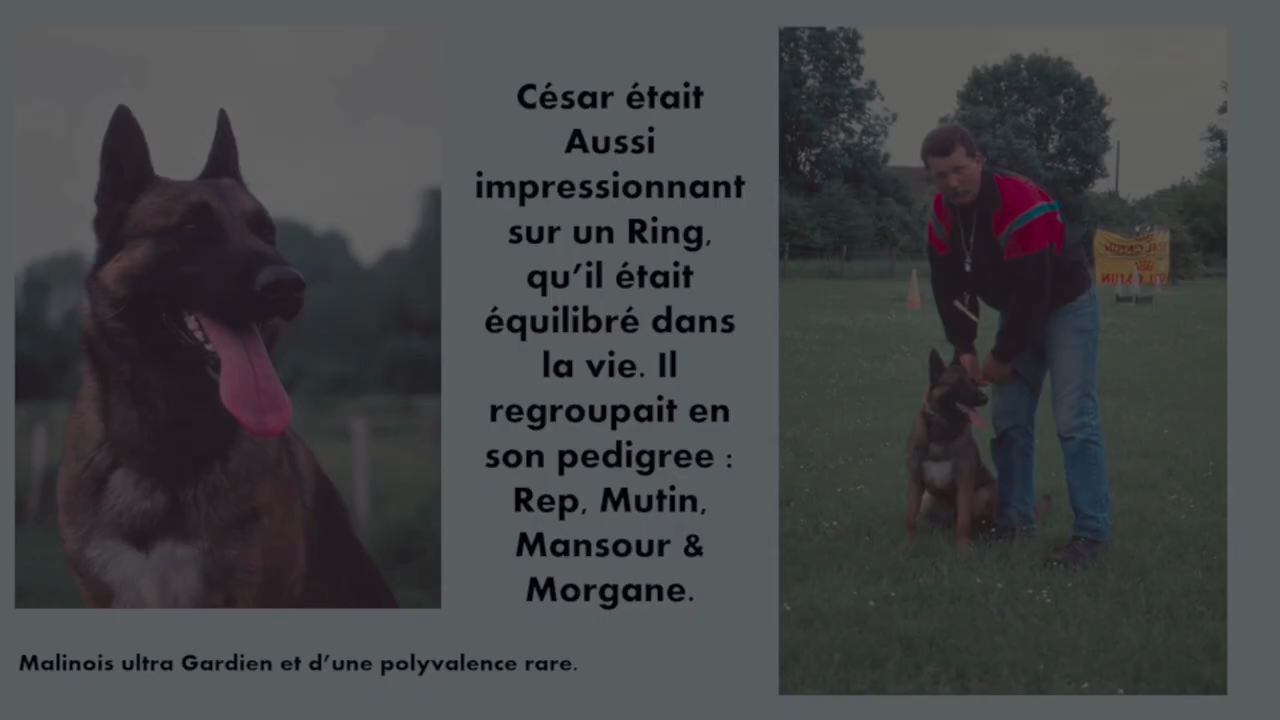 César était
Aussi
impressionnant
sur un Ring,
qu’il était
équilibré dans
la vie. Il
regroupait en
son pedigree :
Rep, Mutin,
Mansour &
Morgane.
Malinois ultra Gardien et d’une polyvalence rare.